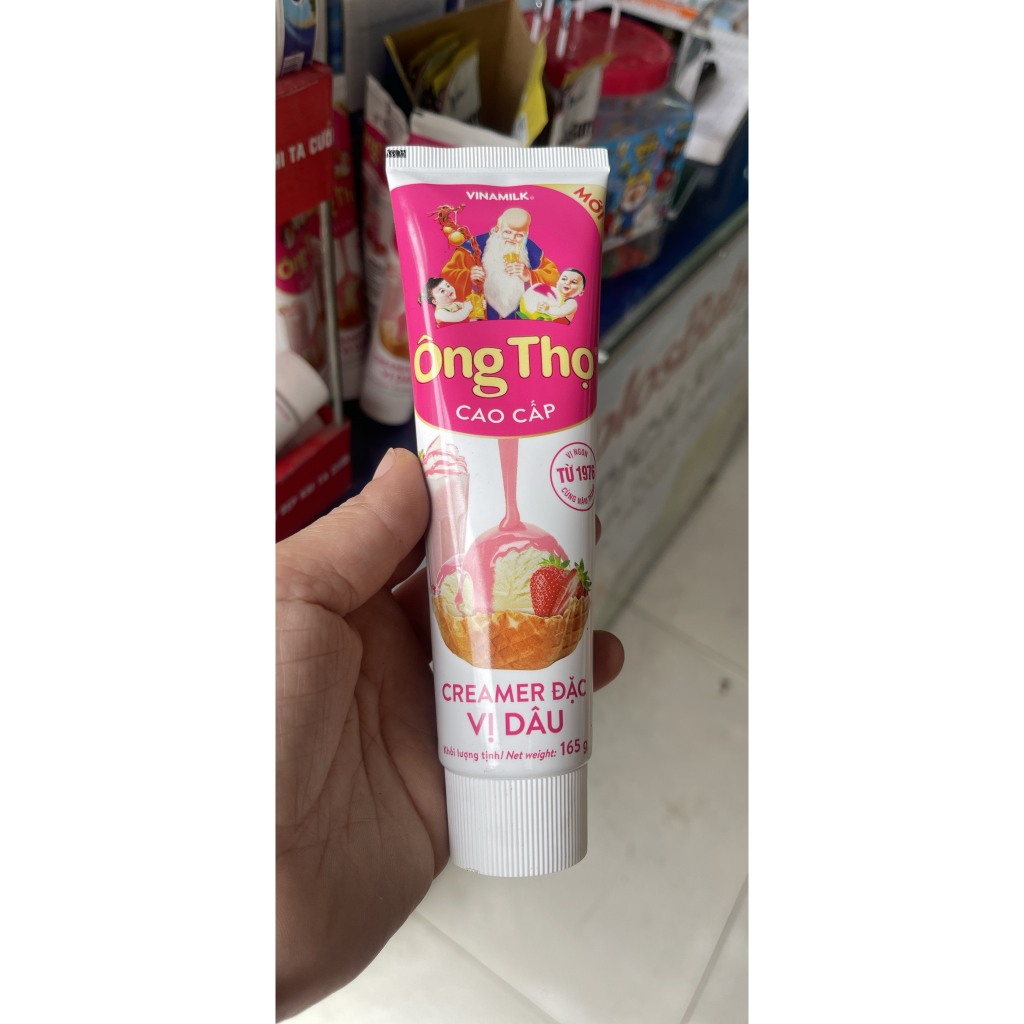 VINAMILK
MỚI
Ông Thọ
CAO CẤP
VỊ NGON
TỪ 1976
CREAMER ĐẶC
VỊ DÂU
Khối lượng tịnh/ Net weight: 165 g